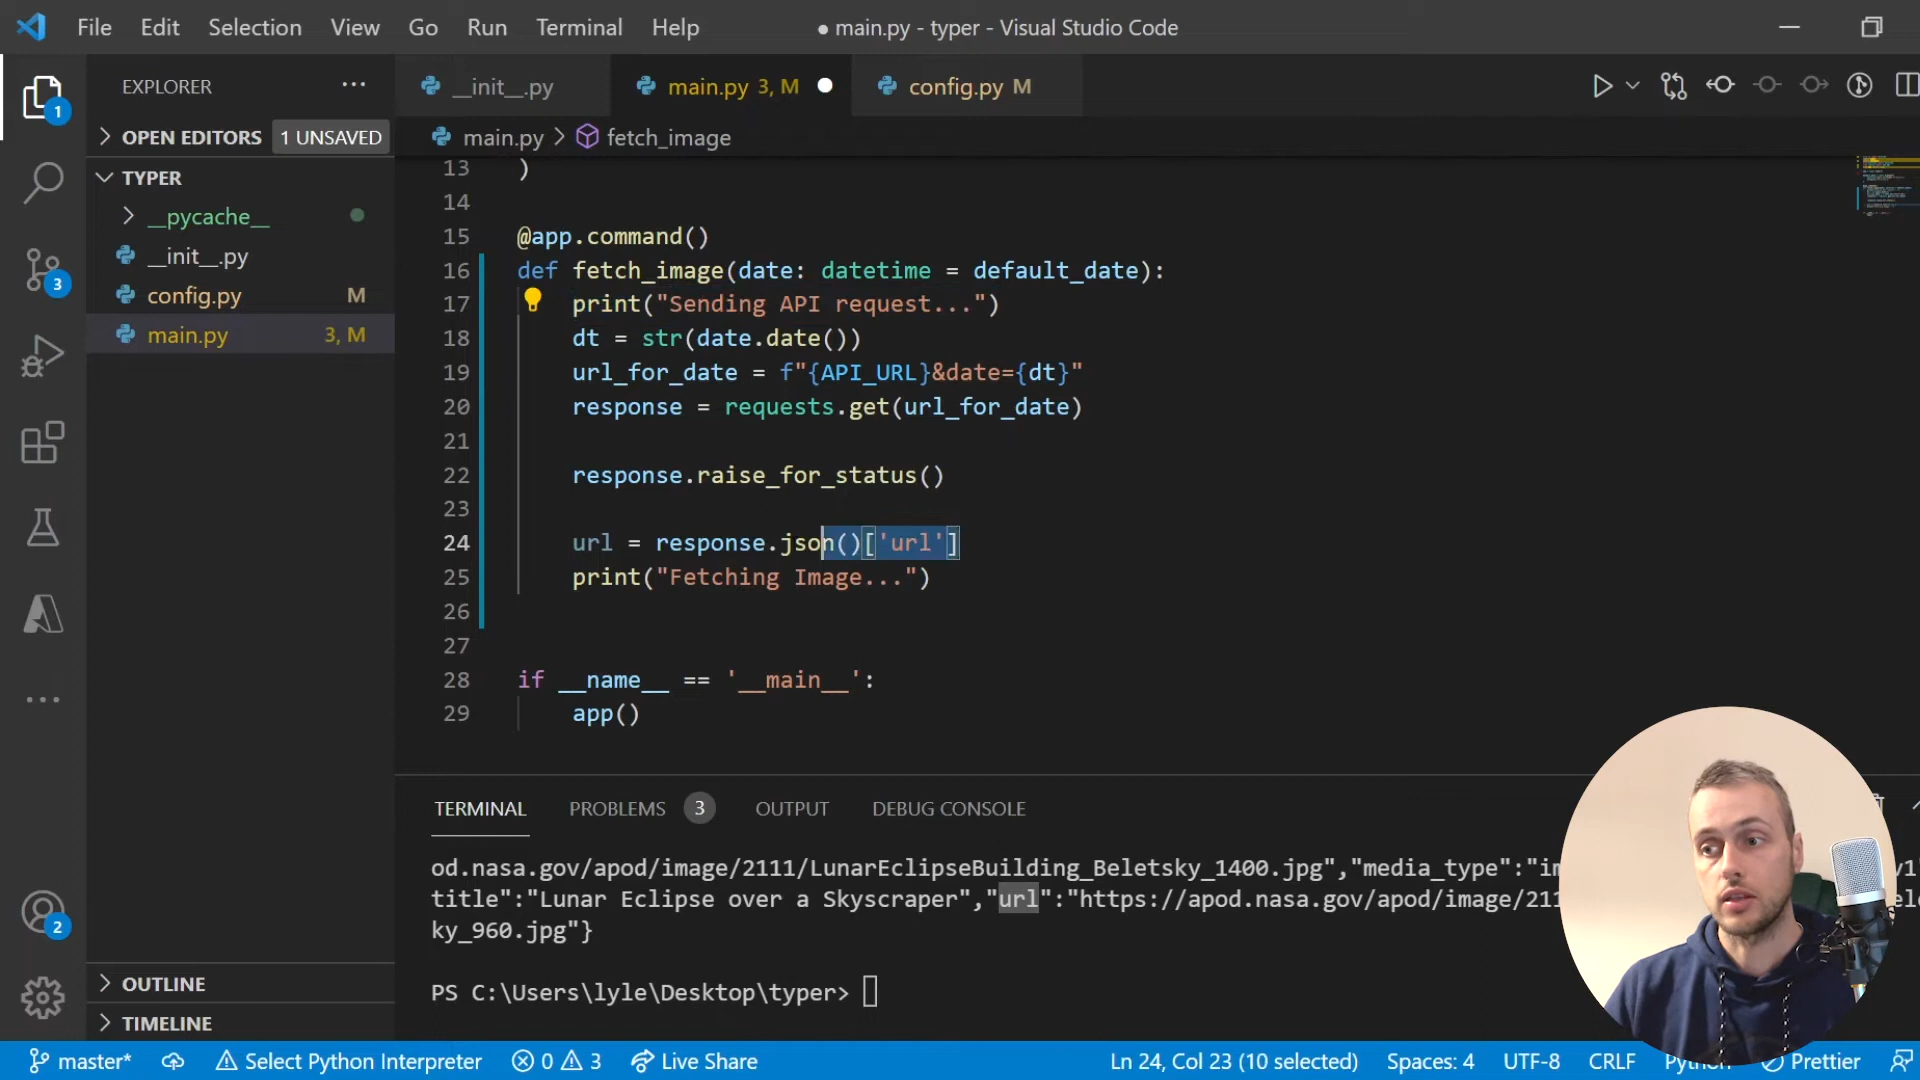 File Edit Selection View Go Run Terminal Help ● main.py - typer - Visual Studio Code
EXPLORER ··· __init__.py main.py 3, M ● config.py M
OPEN EDITORS 1 UNSAVED
main.py > fetch_image
TYPER
__pycache__
__init__.py
config.py M
main.py 3, M
OUTLINE
TIMELINE
1
3
2
13 )
14
15 @app.command()
16 def fetch_image(date: datetime = default_date):
17 print("Sending API request...")
18 dt = str(date.date())
19 url_for_date = f"{API_URL}&date={dt}"
20 response = requests.get(url_for_date)
21
22 response.raise_for_status()
23
24 url = response.json()['url']
25 print("Fetching Image...")
26
27
28 if __name__ == '__main__':
29 app()
TERMINAL PROBLEMS 3 OUTPUT DEBUG CONSOLE
od.nasa.gov/apod/image/2111/LunarEclipseBuilding_Beletsky_1400.jpg","media_type":"im
title":"Lunar Eclipse over a Skyscraper","url":"https://apod.nasa.gov/apod/image/211
ky_960.jpg"}
PS C:\Users\lyle\Desktop\typer>
master* Select Python Interpreter 0 3 Live Share Ln 24, Col 23 (10 selected) Spaces: 4 UTF-8 CRLF Python Prettier